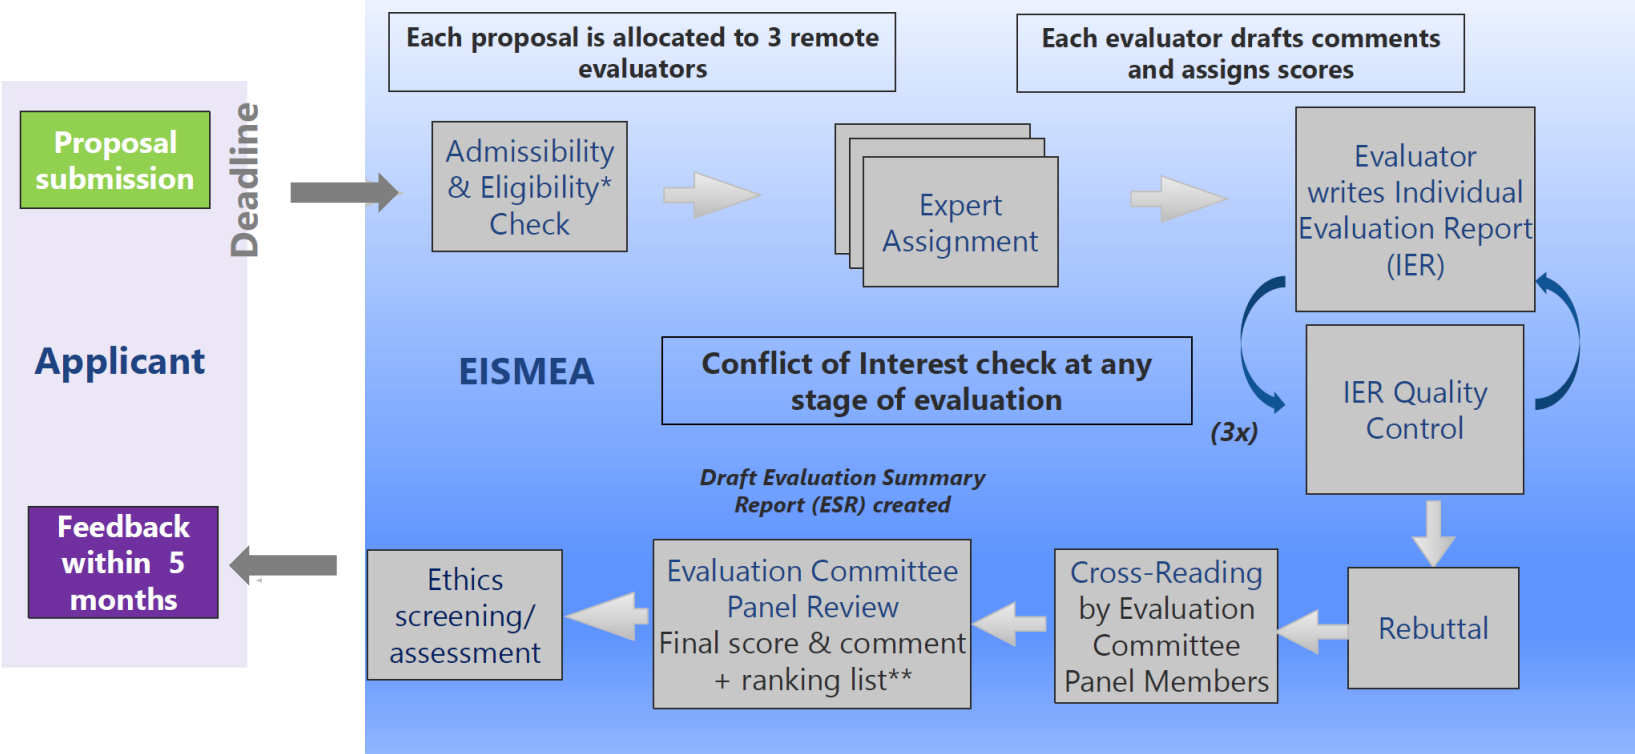 Each proposal is allocated to 3 remote
evaluators
Each evaluator drafts comments
and assigns scores
Proposal
submission
Deadline
Admissibility
& Eligibility*
Check
Expert
Assignment
Evaluator
writes Individual
Evaluation Report
(IER)
Applicant
EISMEA
Conflict of Interest check at any
stage of evaluation
IER Quality
Control
(3x)
Draft Evaluation Summary
Report (ESR) created
Feedback
within 5
months
Ethics
screening/
assessment
Evaluation Committee
Panel Review
Final score & comment
+ ranking list**
Cross-Reading
by Evaluation
Committee
Panel Members
Rebuttal